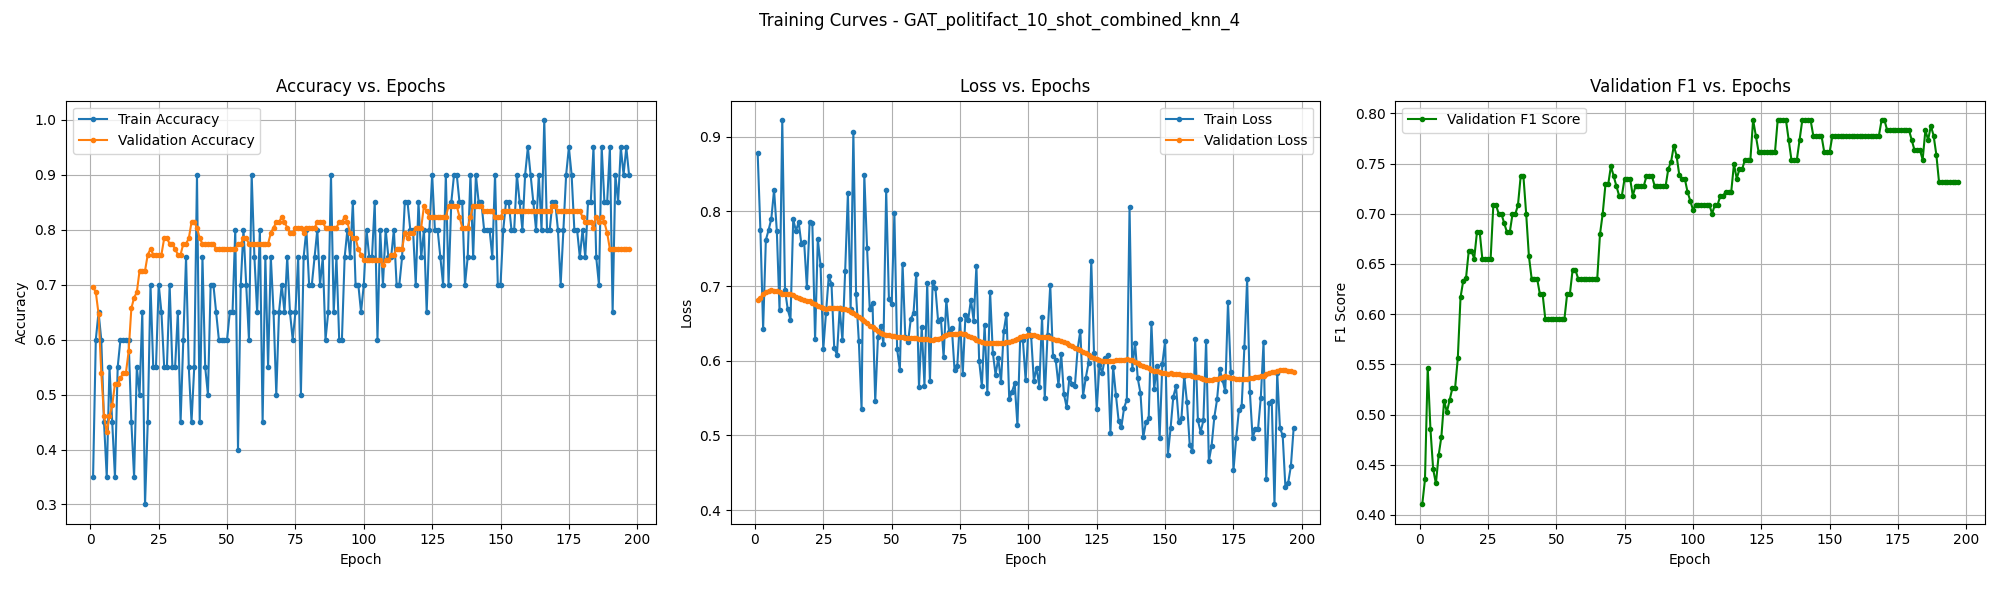 Training Curves - GAT_politifact_10_shot_combined_knn_4
Accuracy vs. Epochs
Train Accuracy
Validation Accuracy
Accuracy
1.0
0.9
0.8
0.7
0.6
0.5
0.4
0.3
0 25 50 75 100 125 150 175 200
Epoch
Loss vs. Epochs
Train Loss
Validation Loss
Loss
0.9
0.8
0.7
0.6
0.5
0.4
0 25 50 75 100 125 150 175 200
Epoch
Validation F1 vs. Epochs
Validation F1 Score
F1 Score
0.80
0.75
0.70
0.65
0.60
0.55
0.50
0.45
0.40
0 25 50 75 100 125 150 175 200
Epoch